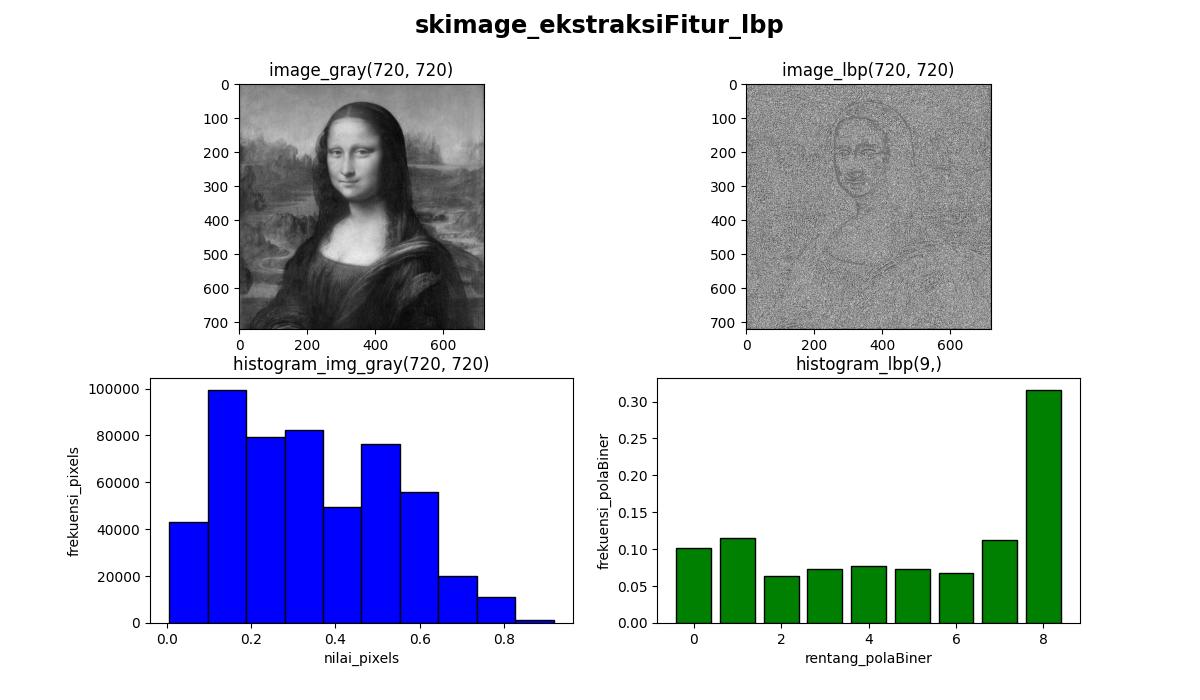 skimage_ekstraksiFitur_lbp
image_gray(720, 720)
0
100
200
300
400
500
600
700
0 200 400 600
image_lbp(720, 720)
0
100
200
300
400
500
600
700
0 200 400 600
histogram_img_gray(720, 720)
frekuensi_pixels
100000
80000
60000
40000
20000
0
0.0 0.2 0.4 0.6 0.8
nilai_pixels
histogram_lbp(9,)
frekuensi_polaBiner
0.30
0.25
0.20
0.15
0.10
0.05
0.00
0 2 4 6 8
rentang_polaBiner